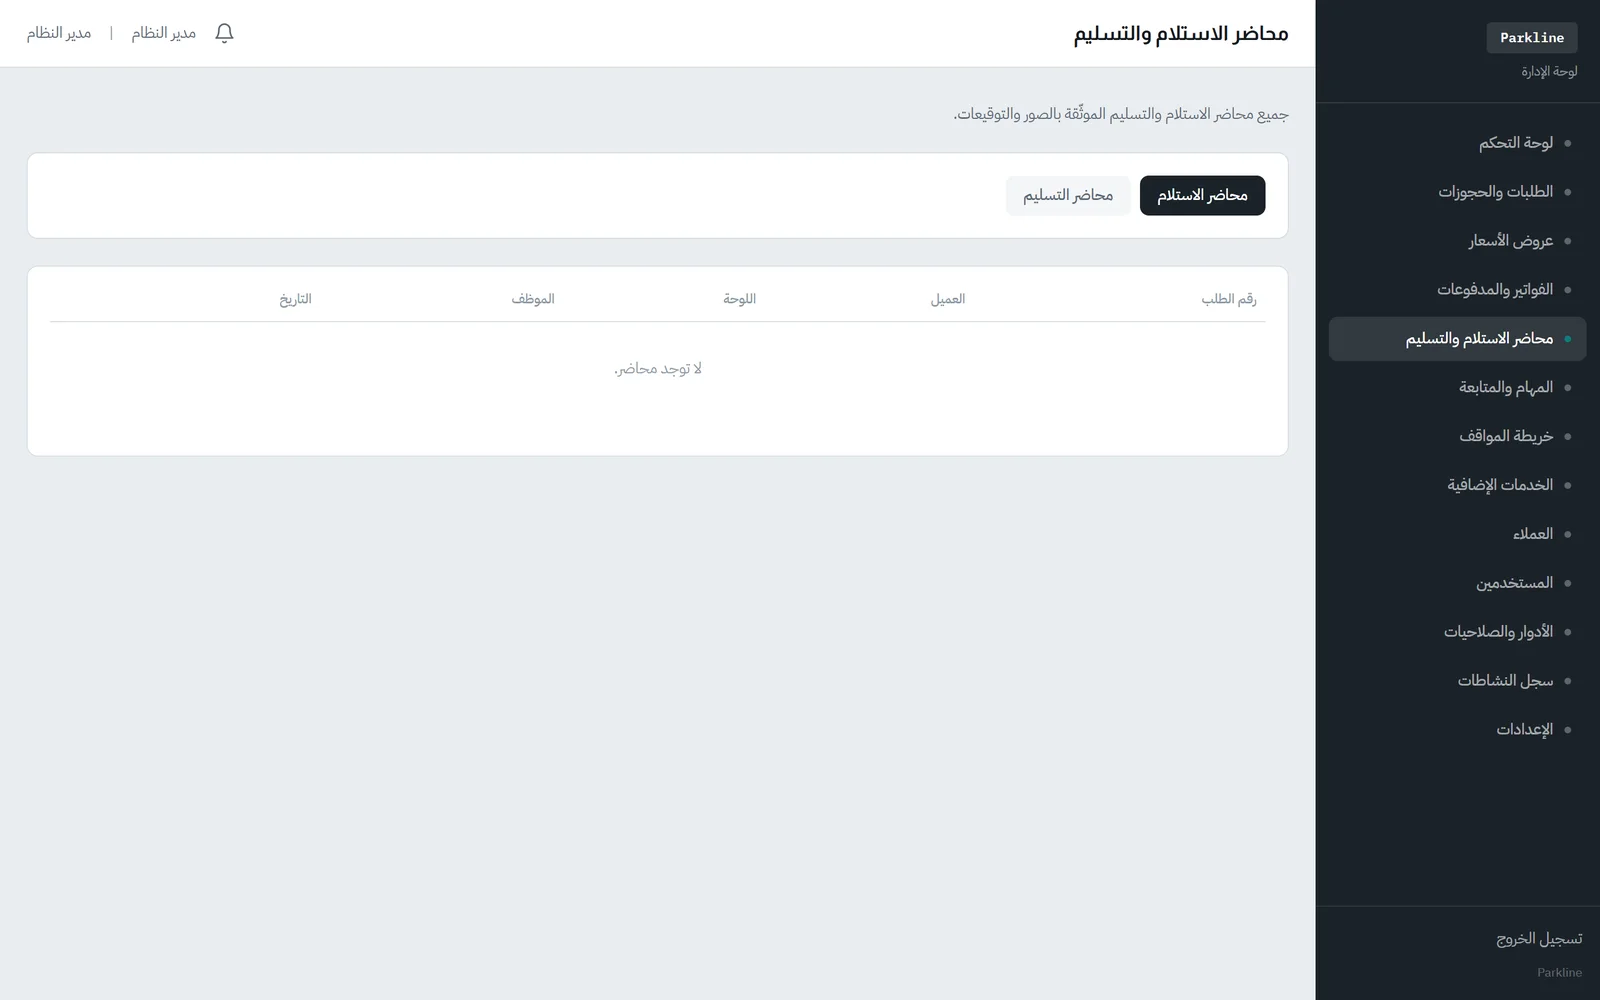 Parkline
لوحة الإدارة
لوحة التحكم
الطلبات والحجوزات
عروض الأسعار
الفواتير والمدفوعات
محاضر الاستلام والتسليم
المهام والمتابعة
خريطة المواقف
الخدمات الإضافية
العملاء
المستخدمين
الأدوار والصلاحيات
سجل النشاطات
الإعدادات
تسجيل الخروج
Parkline
محاضر الاستلام والتسليم
مدير النظام | مدير النظام
جميع محاضر الاستلام والتسليم الموثّقة بالصور والتوقيعات.
محاضر الاستلام محاضر التسليم
رقم الطلب العميل اللوحة الموظف التاريخ
لا توجد محاضر.